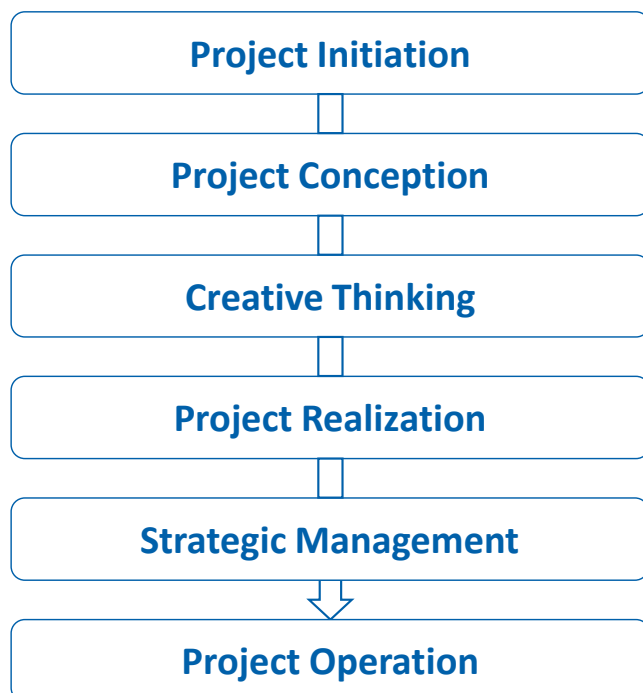 Project Initiation
Project Conception
Creative Thinking
Project Realization
Strategic Management
Project Operation